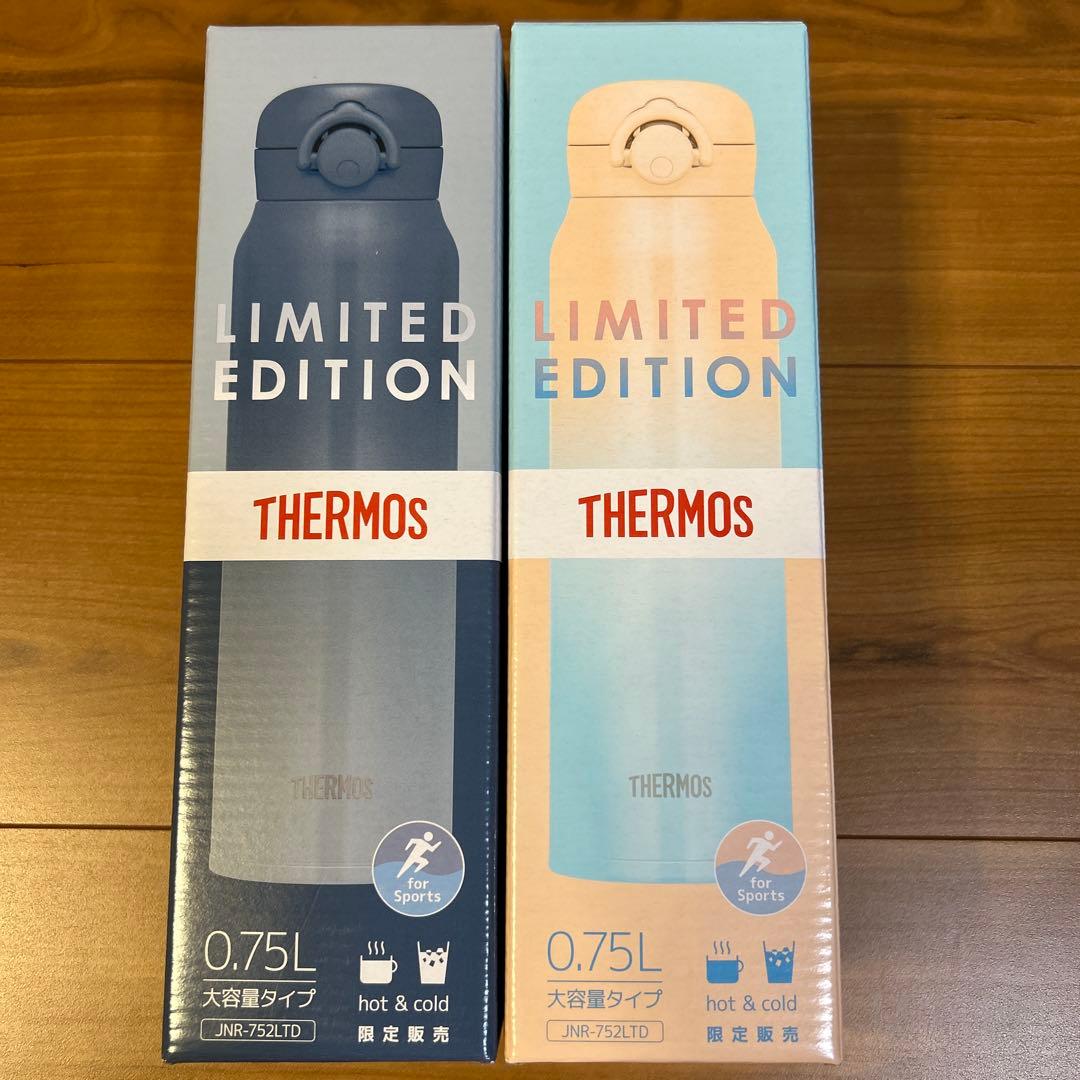 LIMITED
EDITION
THERMOS
THERMOS
for
Sports
0.75L
大容量タイプ
JNR-752LTD
hot & cold
限定販売
LIMITED
EDITION
THERMOS
THERMOS
for
Sports
0.75L
大容量タイプ
JNR-752LTD
hot & cold
限定販売